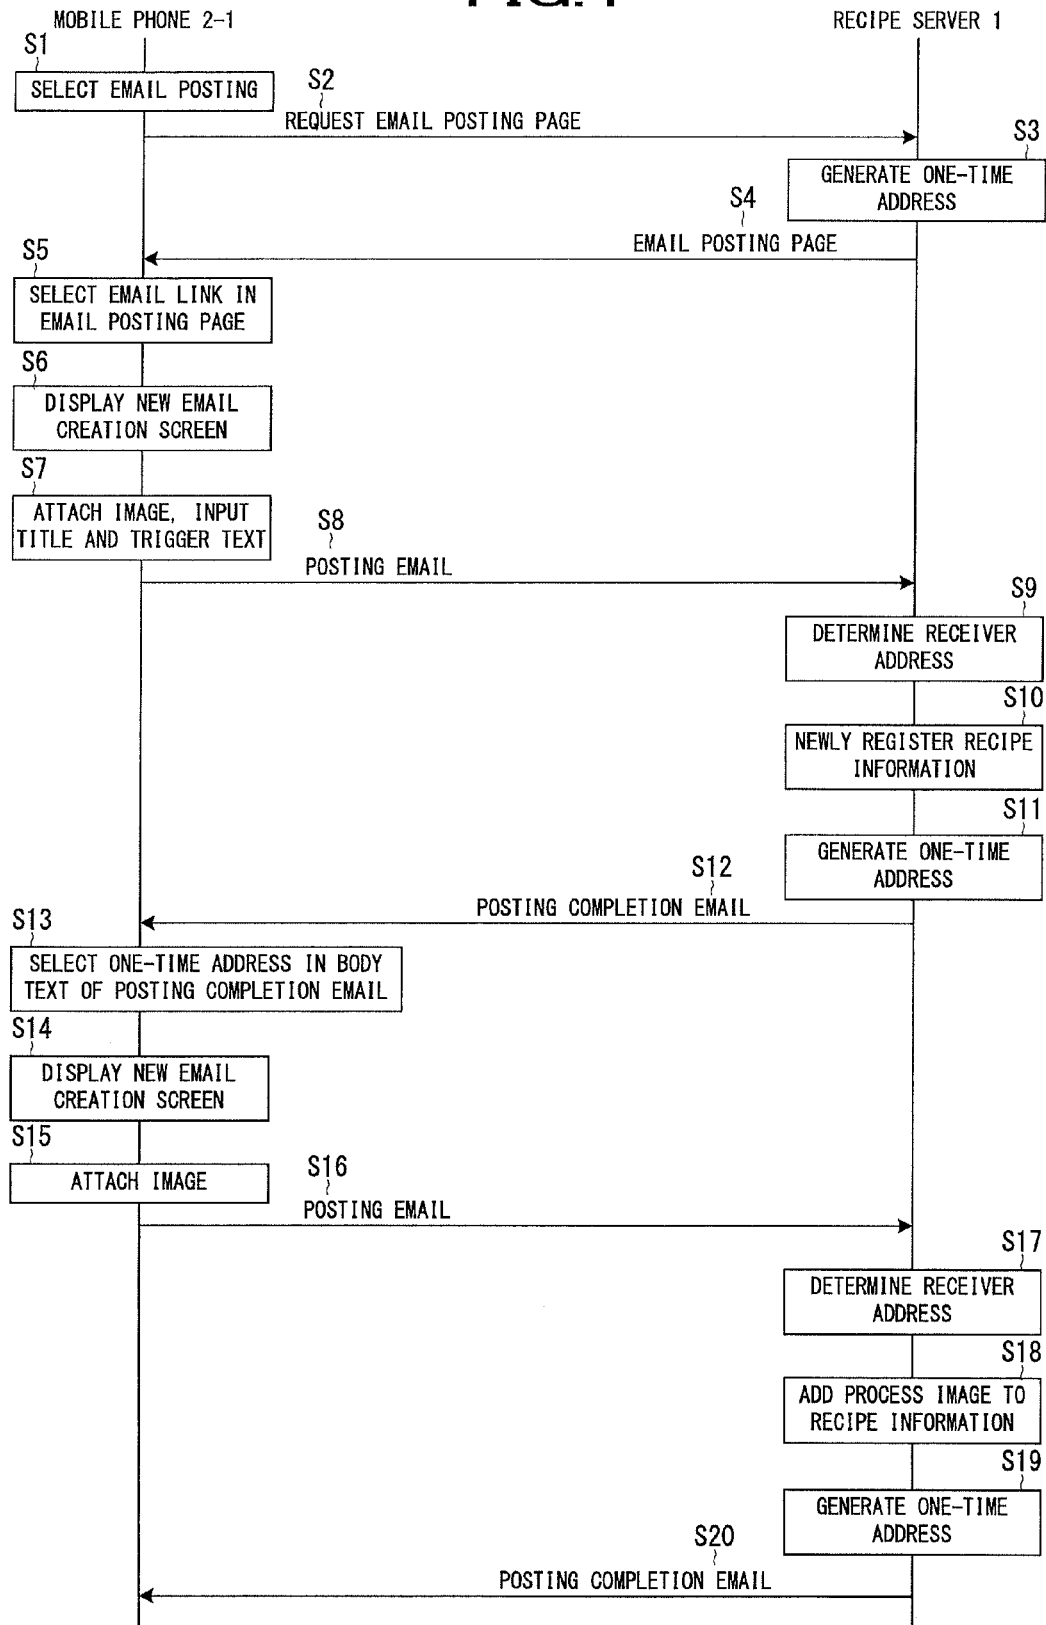 MOBILE PHONE 2-1
RECIPE SERVER 1
S1
SELECT EMAIL POSTING
S2
REQUEST EMAIL POSTING PAGE
S3
GENERATE ONE-TIME
ADDRESS
S4
EMAIL POSTING PAGE
S5
SELECT EMAIL LINK IN
EMAIL POSTING PAGE
S6
DISPLAY NEW EMAIL
CREATION SCREEN
S7
ATTACH IMAGE, INPUT
TITLE AND TRIGGER TEXT
S8
POSTING EMAIL
S9
DETERMINE RECEIVER
ADDRESS
S10
NEWLY REGISTER RECIPE
INFORMATION
S11
GENERATE ONE-TIME
ADDRESS
S12
POSTING COMPLETION EMAIL
S13
SELECT ONE-TIME ADDRESS IN BODY
TEXT OF POSTING COMPLETION EMAIL
S14
DISPLAY NEW EMAIL
CREATION SCREEN
S15
ATTACH IMAGE
S16
POSTING EMAIL
S17
DETERMINE RECEIVER
ADDRESS
S18
ADD PROCESS IMAGE TO
RECIPE INFORMATION
S19
GENERATE ONE-TIME
ADDRESS
S20
POSTING COMPLETION EMAIL